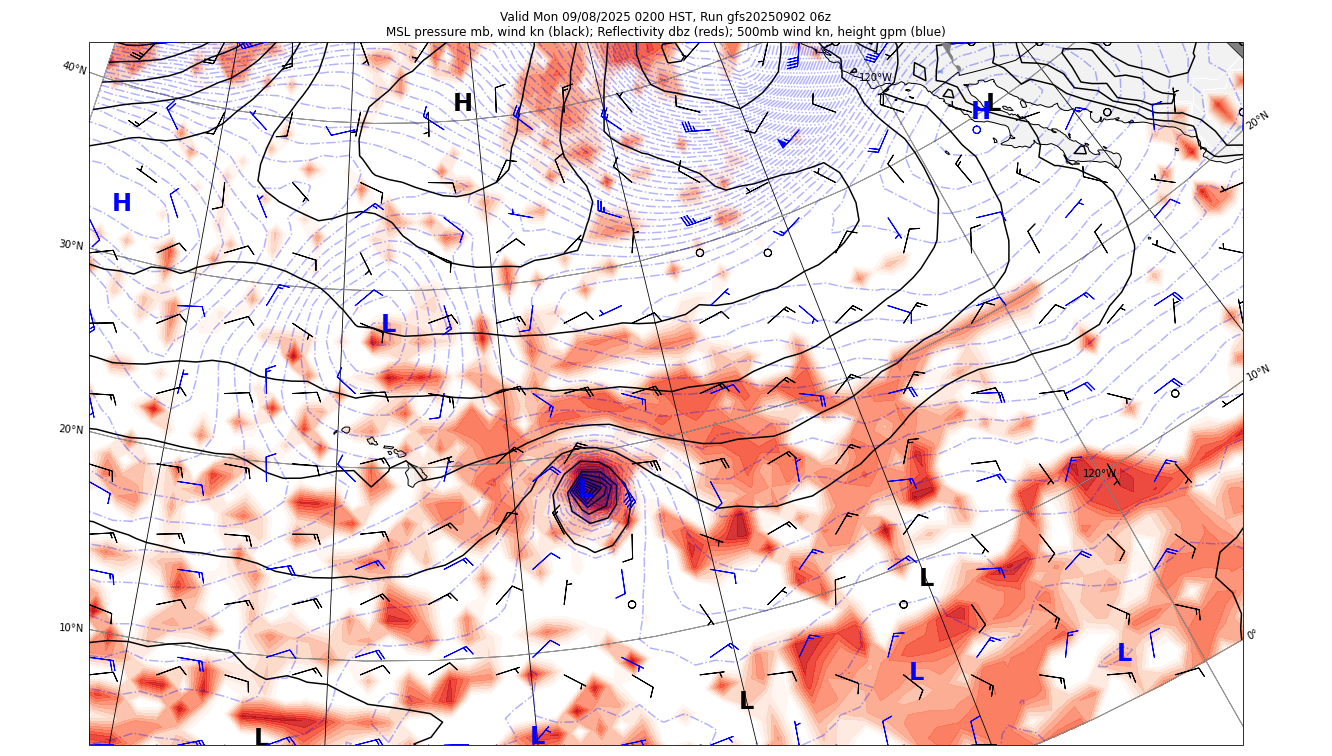 Valid Mon 09/08/2025 0200 HST, Run gfs20250902 06z
MSL pressure mb, wind kn (black); Reflectivity dbz (reds); 500mb wind kn, height gpm (blue)
40°N
120°W
H
H
L
20°N
H
30°N
L
10°N
20°N
120°W
L
L
10°N
0°
L
L
L
L
L